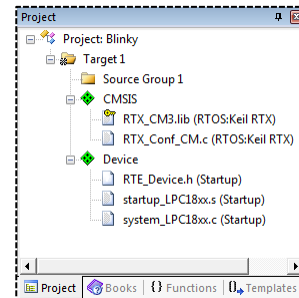 Project
Project: Blinky
Target 1
Source Group 1
CMSIS
RTX_CM3.lib (RTOS:Keil RTX)
RTX_Conf_CM.c (RTOS:Keil RTX)
Device
RTE_Device.h (Startup)
startup_LPC18xx.s (Startup)
system_LPC18xx.c (Startup)
Project Books {} Functions 0 Templates